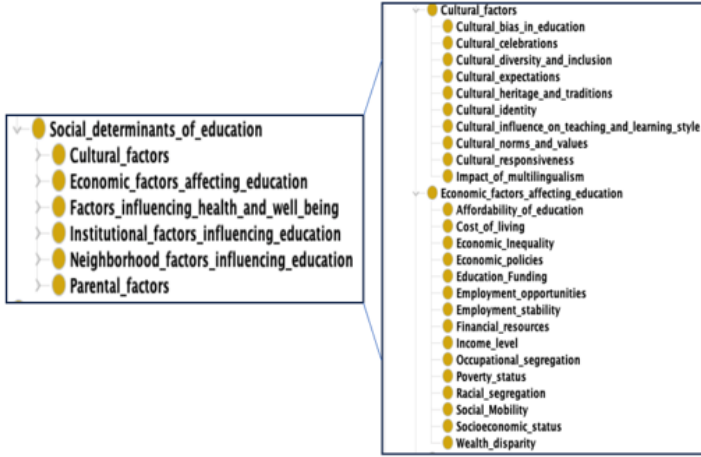 Social_determinants_of_education
Cultural_factors
Economic_factors_affecting_education
Factors_influencing_health_and_well_being
Institutional_factors_influencing_education
Neighborhood_factors_influencing_education
Parental_factors
Cultural_factors
Cultural_bias_in_education
Cultural_celebrations
Cultural_diversity_and_inclusion
Cultural_expectations
Cultural_heritage_and_traditions
Cultural_identity
Cultural_influence_on_teaching_and_learning_style
Cultural_norms_and_values
Cultural_responsiveness
Impact_of_multilingualism
Economic_factors_affecting_education
Affordability_of_education
Cost_of_living
Economic_Inequality
Economic_policies
Education_Funding
Employment_opportunities
Employment_stability
Financial_resources
Income_level
Occupational_segregation
Poverty_status
Racial_segregation
Social_Mobility
Socioeconomic_status
Wealth_disparity